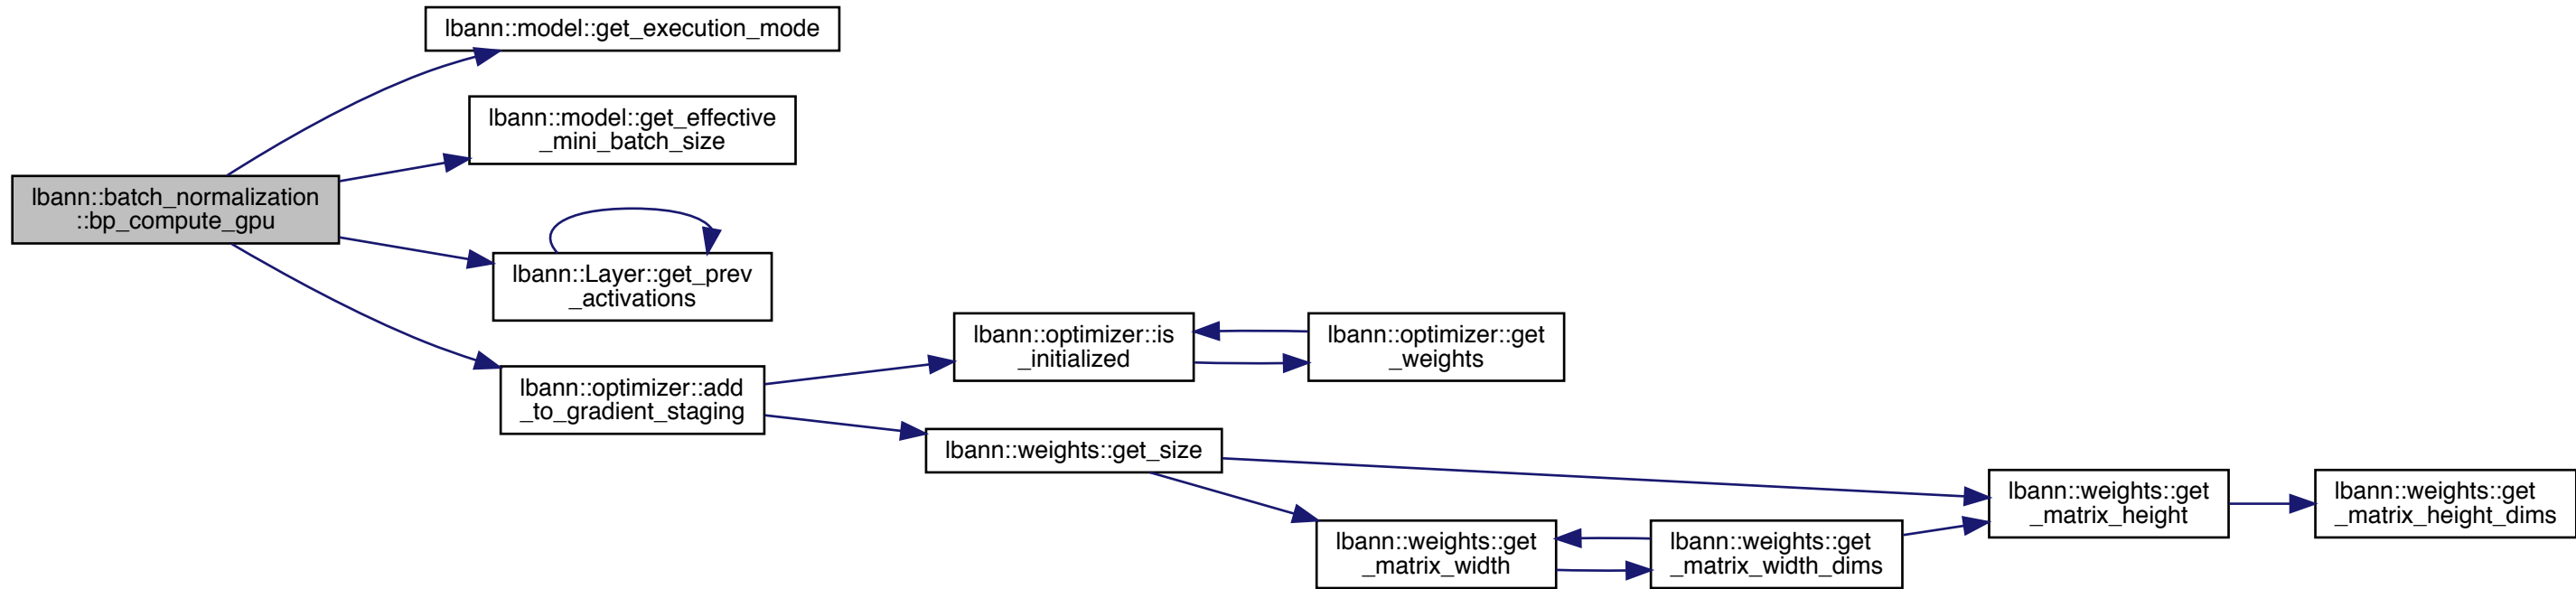 lbann::model::get_execution_mode
lbann::model::get_effective
_mini_batch_size
lbann::batch_normalization
::bp_compute_gpu
lbann::Layer::get_prev
_activations
lbann::optimizer::is
_initialized
lbann::optimizer::get
_weights
lbann::optimizer::add
_to_gradient_staging
lbann::weights::get_size
lbann::weights::get
_matrix_height
lbann::weights::get
_matrix_height_dims
lbann::weights::get
_matrix_width
lbann::weights::get
_matrix_width_dims